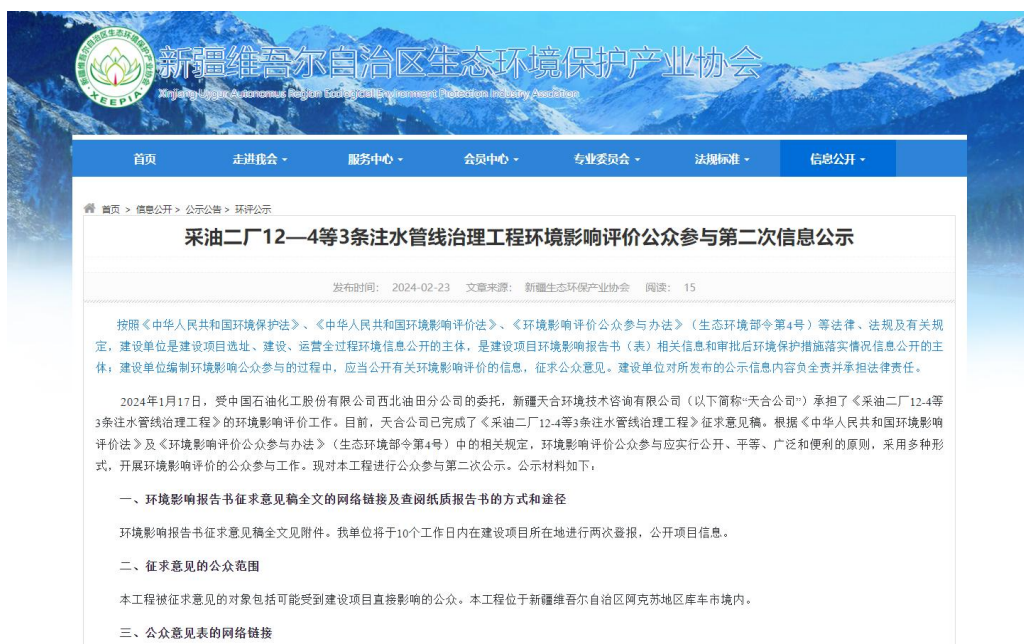 新疆维吾尔自治区生态环境保护产业协会
Xinjiang Uygur Autonomous Region Ecological Environment Protection Industry Association
新疆维吾尔自治区生态环境保护产业协会
XEEPIA
首页 走进我会 服务中心 会员中心 专业委员会 法规标准 信息公开
首页 > 信息公开 > 公示公告 > 环评公示
采油二厂12—4等3条注水管线治理工程环境影响评价公众参与第二次信息公示
发布时间： 2024-02-23 文章来源： 新疆生态环保产业协会 阅读： 15
按照《中华人民共和国环境保护法》、《中华人民共和国环境影响评价法》、《环境影响评价公众参与办法》（生态环境部令第4号）等法律、法规及有关规
定，建设单位是建设项目选址、建设、运营全过程环境信息公开的主体，是建设项目环境影响报告书（表）相关信息和审批后环境保护措施落实情况信息公开的主
体；建设单位编制环境影响公众参与的过程中，应当公开有关环境影响评价的信息，征求公众意见。建设单位对所发布的公示信息内容负全责并承担法律责任。
2024年1月17日，受中国石油化工股份有限公司西北油田分公司的委托，新疆天合环境技术咨询有限公司（以下简称“天合公司”）承担了《采油二厂12-4等
3条注水管线治理工程》的环境影响评价工作。目前，天合公司已完成了《采油二厂12-4等3条注水管线治理工程》征求意见稿。根据《中华人民共和国环境影响
评价法》及《环境影响评价公众参与办法》（生态环境部令第4号）中的相关规定，环境影响评价公众参与应实行公开、平等、广泛和便利的原则，采用多种形
式，开展环境影响评价的公众参与工作。现对本工程进行公众参与第二次公示。公示材料如下：
一、环境影响报告书征求意见稿全文的网络链接及查阅纸质报告书的方式和途径
环境影响报告书征求意见稿全文见附件。我单位将于10个工作日内在建设项目所在地进行两次登报，公开项目信息。
二、征求意见的公众范围
本工程被征求意见的对象包括可能受到建设项目直接影响的公众。本工程位于新疆维吾尔自治区阿克苏地区库车市境内。
三、公众意见表的网络链接